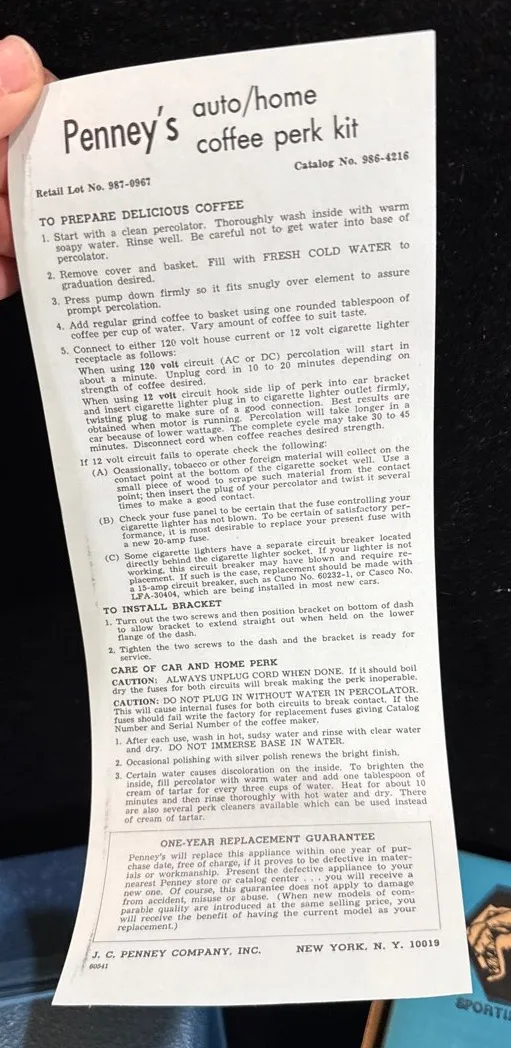 Penney's auto/home
coffee perk kit
Retail Lot No. 987-0967
Catalog No. 986-4216
TO PREPARE DELICIOUS COFFEE
1. Start with a clean percolator. Thoroughly wash inside with warm
soapy water. Rinse well. Be careful not to get water into base of
percolator.
2. Remove cover and basket. Fill with FRESH COLD WATER to
graduation desired.
3. Press pump down firmly so it fits snugly over element to assure
prompt percolation.
4. Add regular grind coffee to basket using one rounded tablespoon of
coffee per cup of water. Vary amount of coffee to suit taste.
5. Connect to either 120 volt house current or 12 volt cigarette lighter
receptacle as follows:
When using 120 volt circuit (AC or DC) percolation will start in
about a minute. Unplug cord in 10 to 20 minutes depending on
strength of coffee desired.
When using 12 volt circuit hook side lip of perk into car bracket
and insert cigarette lighter plug in to cigarette lighter outlet firmly,
twisting plug to make sure of a good connection. Best results are
obtained when motor is running. Percolation will take longer in a
car because of lower wattage. The complete cycle may take 30 to 45
minutes. Disconnect cord when coffee reaches desired strength.
If 12 volt circuit fails to operate check the following:
(A) Ocassionally, tobacco or other foreign material will collect on the
contact point at the bottom of the cigarette socket well. Use a
small piece of wood to scrape such material from the contact
point; then insert the plug of your percolator and twist it several
times to make a good contact.
(B) Check your fuse panel to be certain that the fuse controlling your
cigarette lighter has not blown. To be certain of satisfactory per-
formance, it is most desirable to replace your present fuse with
a new 20-amp fuse.
(C) Some cigarette lighters have a separate circuit breaker located
directly behind the cigarette lighter socket. If your lighter is not
working, this circuit breaker may have blown and require re-
placement. If such is the case, replacement should be made with
a 15-amp circuit breaker, such as Cuno No. 60232-1, or Casco No.
LFA-30404, which are being installed in most new cars.
TO INSTALL BRACKET
1. Turn out the two screws and then position bracket on bottom of dash
to allow bracket to extend straight out when held on the lower
flange of the dash.
2. Tighten the two screws to the dash and the bracket is ready for
service.
CARE OF CAR AND HOME PERK
CAUTION: ALWAYS UNPLUG CORD WHEN DONE. If it should boil
dry the fuses for both circuits will break making the perk inoperable.
CAUTION: DO NOT PLUG IN WITHOUT WATER IN PERCOLATOR.
This will cause internal fuses for both circuits to break contact. If the
fuses should fail write the factory for replacement fuses giving Catalog
Number and Serial Number of the coffee maker.
1. After each use, wash in hot, sudsy water and rinse with clear water
and dry. DO NOT IMMERSE BASE IN WATER.
2. Occasional polishing with silver polish renews the bright finish.
3. Certain water causes discoloration on the inside. To brighten the
inside, fill percolator with warm water and add one tablespoon of
cream of tartar for every three cups of water. Heat for about 10
minutes and then rinse thoroughly with hot water and dry. There
are also several perk cleaners available which can be used instead
of cream of tartar.
ONE-YEAR REPLACEMENT GUARANTEE
Penney's will replace this appliance within one year of pur-
chase date, free of charge, if it proves to be defective in mater-
ials or workmanship. Present the defective appliance to your
nearest Penney store or catalog center . . . you will receive a
new one. Of course, this guarantee does not apply to damage
from accident, misuse or abuse. (When new models of com-
parable quality are introduced at the same selling price, you
will receive the benefit of having the current model as your
replacement.)
J. C. PENNEY COMPANY, INC. NEW YORK, N. Y. 10019
60541